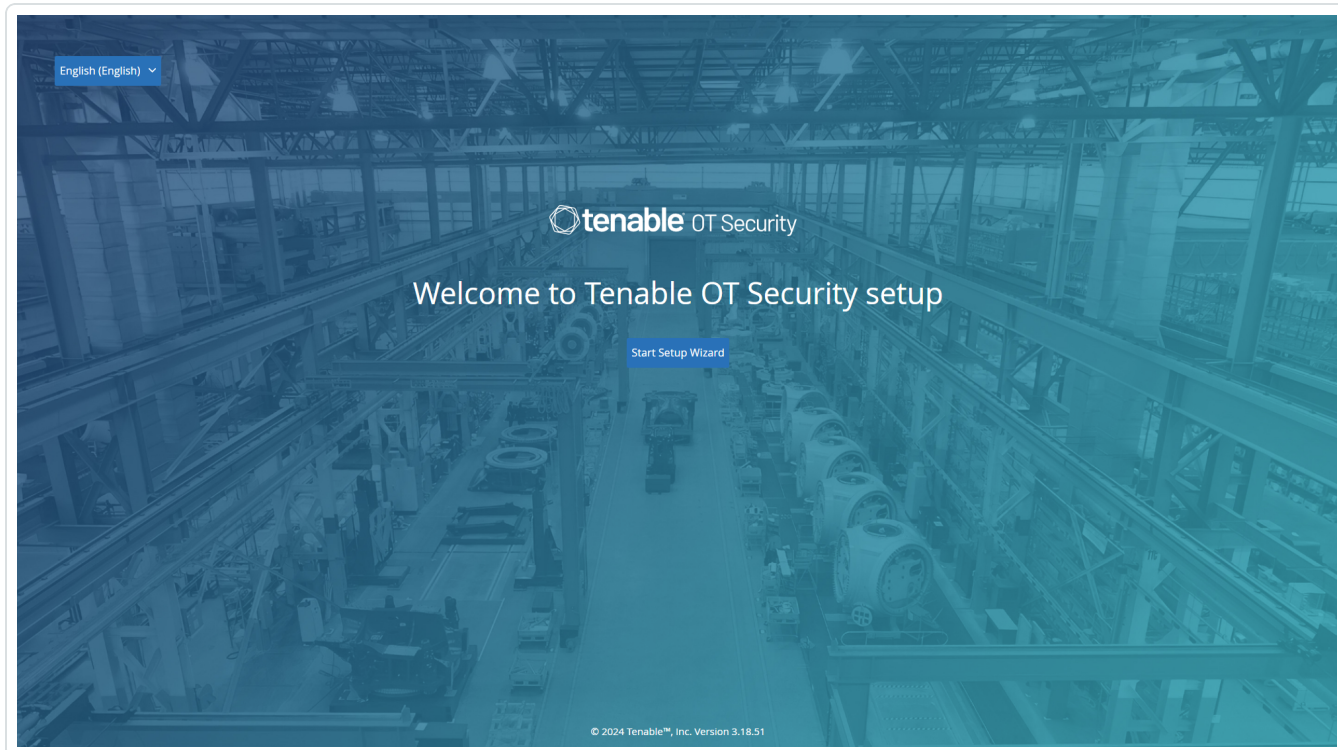 English (English)
tenable OT Security
Welcome to Tenable OT Security setup
Start Setup Wizard
© 2024 Tenable™, Inc. Version 3.18.51